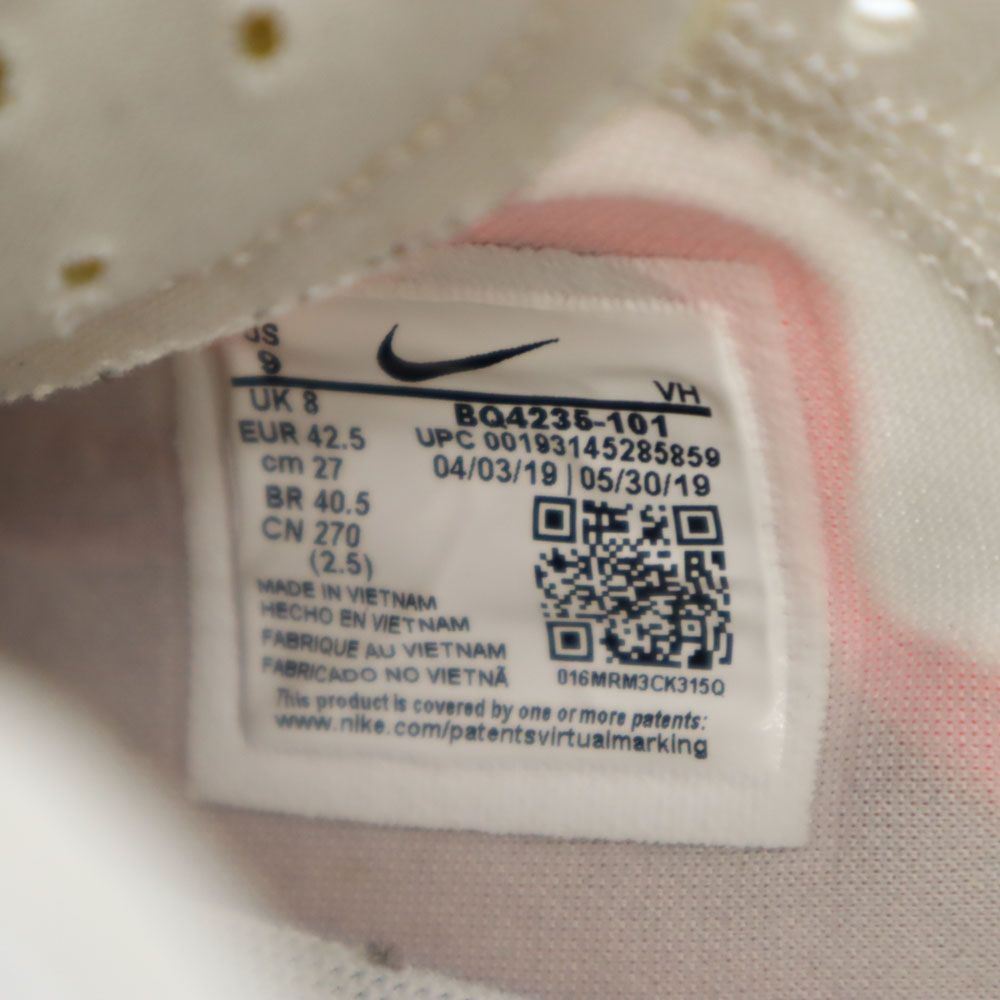 US
9
VH
UK 8
EUR 42.5
cm 27
BR 40.5
CN 270
(2.5)
BQ4235-101
UPC 00193145285859
04/03/19 | 05/30/19
MADE IN VIETNAM
HECHO EN VIETNAM
FABRIQUE AU VIETNAM
FABRICADO NO VIETNÃ
016MRM3CK315Q
This product is covered by one or more patents:
www.nike.com/patentsvirtualmarking